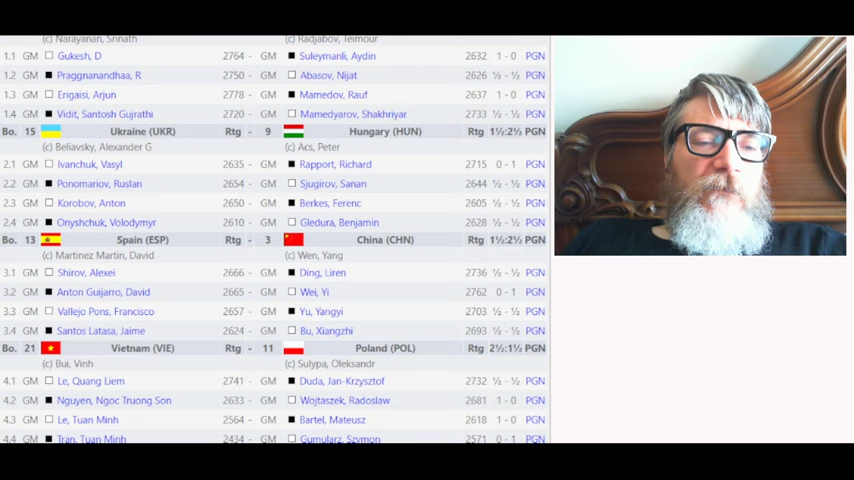 (c) Narayanan, Srinath (c) Radjabov, Teimour
1.1 GM Gukesh, D 2764 - GM Suleymanli, Aydin 2632 1 - 0 PGN
1.2 GM Praggnanandhaa, R 2750 - GM Abasov, Nijat 2626 ½ - ½ PGN
1.3 GM Erigaisi, Arjun 2778 - GM Mamedov, Rauf 2637 1 - 0 PGN
1.4 GM Vidit, Santosh Gujrathi 2720 - GM Mamedyarov, Shakhriyar 2733 ½ - ½ PGN
Bo. 15 Ukraine (UKR) Rtg - 9 Hungary (HUN) Rtg 1½:2½ PGN
(c) Beliavsky, Alexander G (c) Acs, Peter
2.1 GM Ivanchuk, Vasyl 2635 - GM Rapport, Richard 2715 0 - 1 PGN
2.2 GM Ponomariov, Ruslan 2654 - GM Sjugirov, Sanan 2644 ½ - ½ PGN
2.3 GM Korobov, Anton 2650 - GM Berkes, Ferenc 2605 ½ - ½ PGN
2.4 GM Onyshchuk, Volodymyr 2610 - GM Gledura, Benjamin 2628 ½ - ½ PGN
Bo. 13 Spain (ESP) Rtg - 3 China (CHN) Rtg 1½:2½ PGN
(c) Martinez Martin, David (c) Wen, Yang
3.1 GM Shirov, Alexei 2666 - GM Ding, Liren 2736 ½ - ½ PGN
3.2 GM Anton Guijarro, David 2665 - GM Wei, Yi 2762 0 - 1 PGN
3.3 GM Vallejo Pons, Francisco 2657 - GM Yu, Yangyi 2703 ½ - ½ PGN
3.4 GM Santos Latasa, Jaime 2624 - GM Bu, Xiangzhi 2693 ½ - ½ PGN
Bo. 21 Vietnam (VIE) Rtg - 11 Poland (POL) Rtg 2½:1½ PGN
(c) Bui, Vinh (c) Sulypa, Oleksandr
4.1 GM Le, Quang Liem 2741 - GM Duda, Jan-Krzysztof 2732 ½ - ½ PGN
4.2 GM Nguyen, Ngoc Truong Son 2633 - GM Wojtaszek, Radoslaw 2681 1 - 0 PGN
4.3 GM Le, Tuan Minh 2564 - GM Bartel, Mateusz 2618 1 - 0 PGN
4.4 GM Tran, Tuan Minh 2434 - GM Gumularz, Szymon 2571 0 - 1 PGN